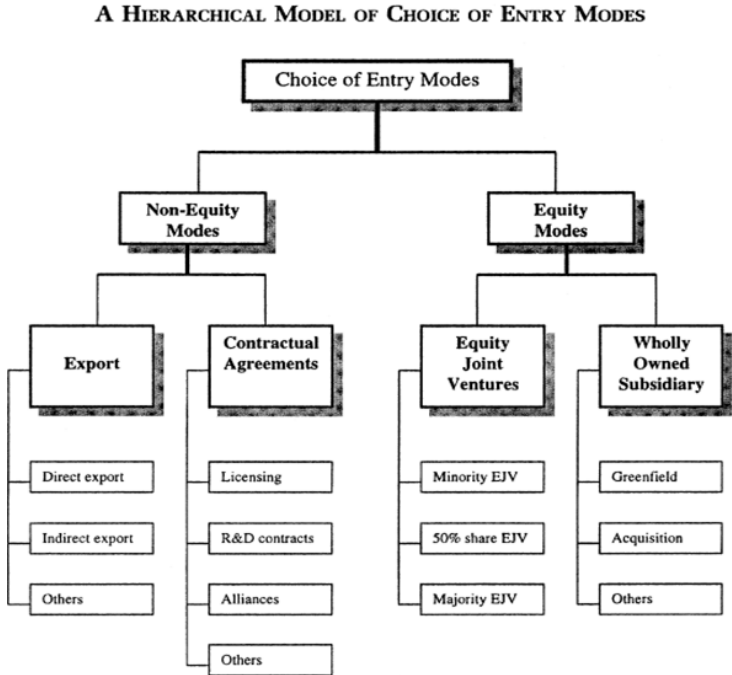 A HIERARCHICAL MODEL OF CHOICE OF ENTRY MODES
Choice of Entry Modes
Non-Equity
Modes
Equity
Modes
Export
Contractual
Agreements
Equity
Joint
Ventures
Wholly
Owned
Subsidiary
Direct export
Indirect export
Others
Licensing
R&D contracts
Alliances
Others
Minority EJV
50% share EJV
Majority EJV
Greenfield
Acquisition
Others